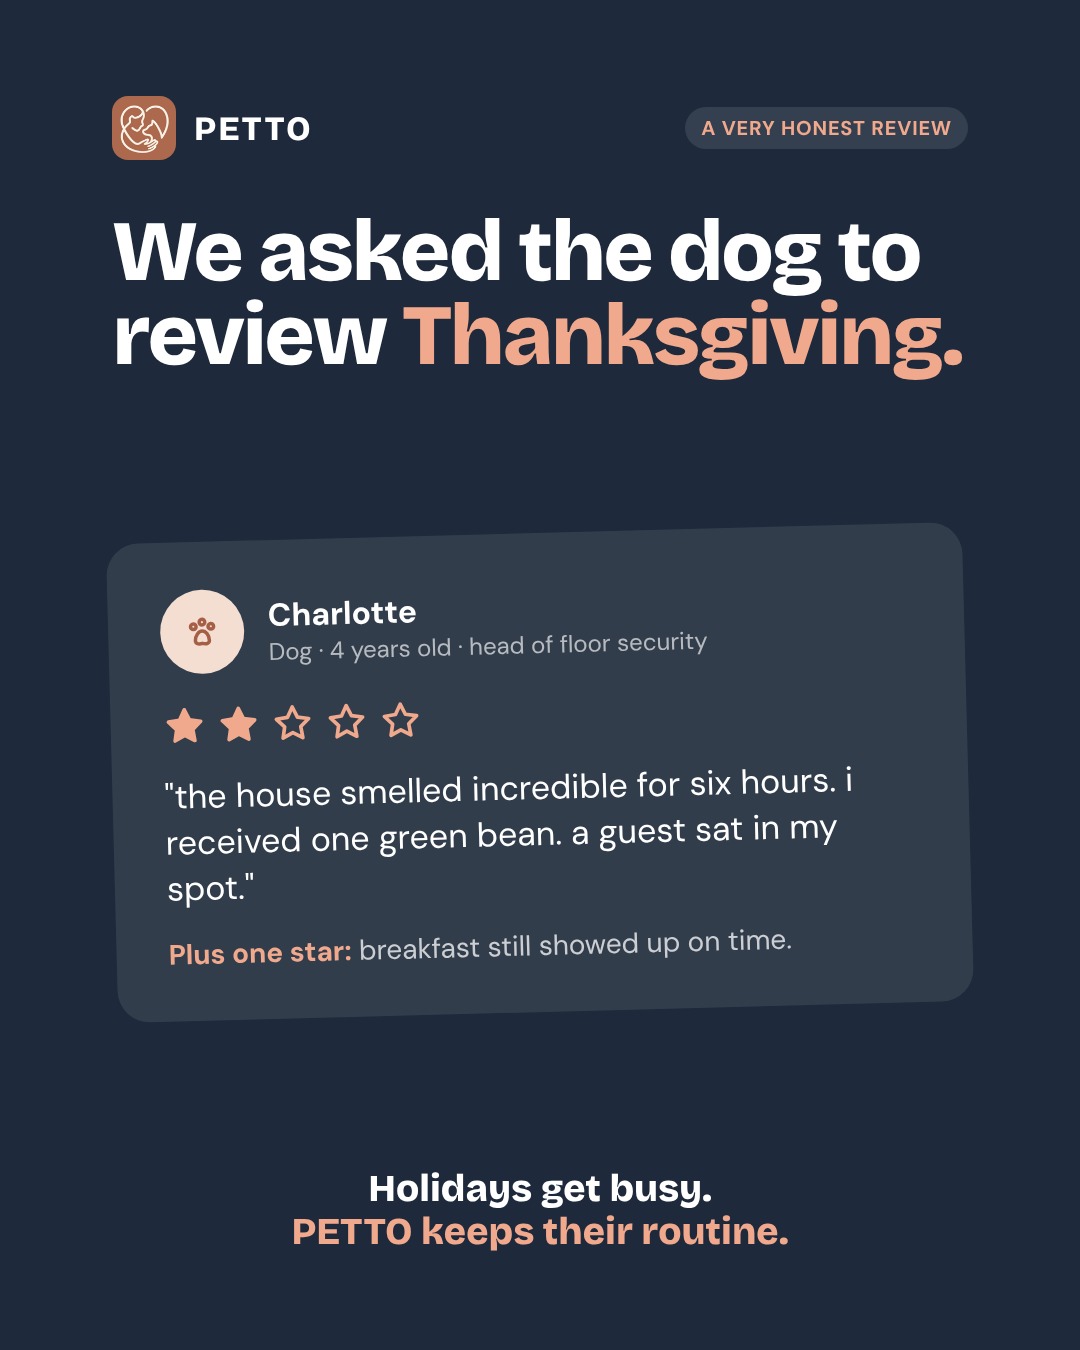 PETTO
A VERY HONEST REVIEW
We asked the dog to
review Thanksgiving.
Charlotte
Dog · 4 years old · head of floor security
"the house smelled incredible for six hours. i
received one green bean. a guest sat in my
spot."
Plus one star: breakfast still showed up on time.
Holidays get busy.
PETTO keeps their routine.